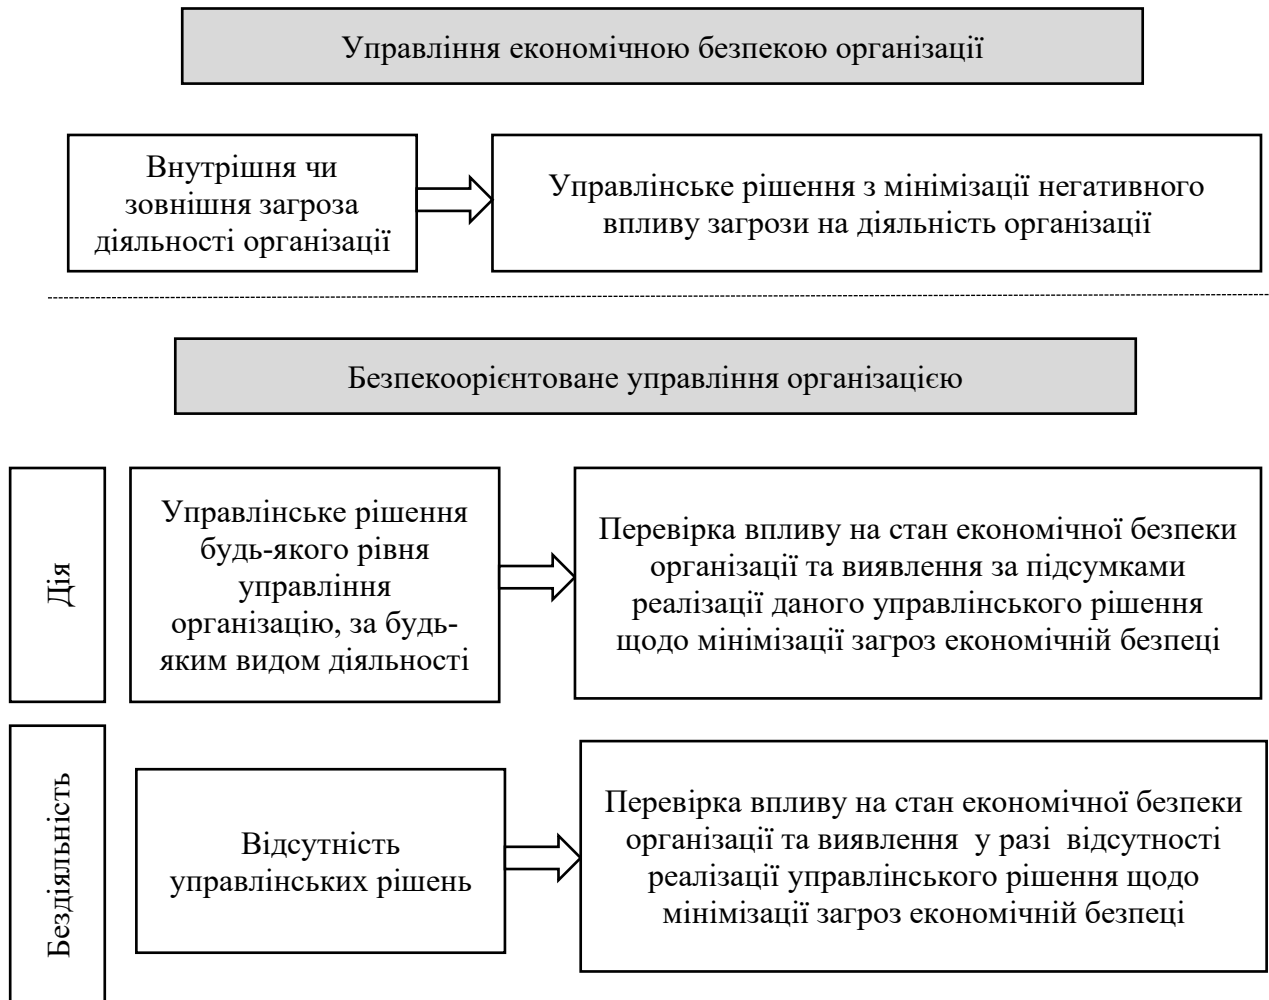 Управління економічною безпекою організації
Внутрішня чи
зовнішня загроза
діяльності організації
Управлінське рішення з мінімізації негативного
впливу загрози на діяльність організації
Безпекоорієнтоване управління організацією
Дія
Управлінське рішення
будь-якого рівня
управління
організацію, за будь-
яким видом діяльності
Перевірка впливу на стан економічної безпеки
організації та виявлення за підсумками
реалізації даного управлінського рішення
щодо мінімізації загроз економічній безпеці
Бездіяльність
Відсутність
управлінських рішень
Перевірка впливу на стан економічної безпеки
організації та виявлення  у разі  відсутності
реалізації управлінського рішення щодо
мінімізації загроз економічній безпеці